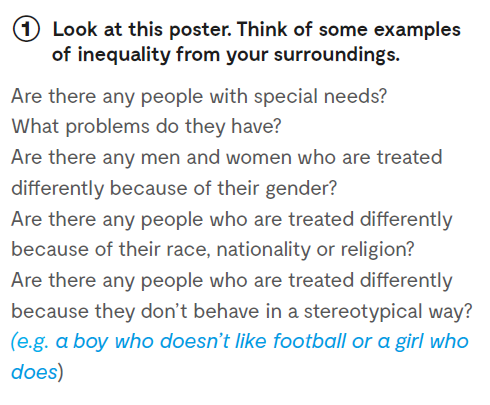 ① Look at this poster. Think of some examples
of inequality from your surroundings.
Are there any people with special needs?
What problems do they have?
Are there any men and women who are treated
differently because of their gender?
Are there any people who are treated differently
because of their race, nationality or religion?
Are there any people who are treated differently
because they don’t behave in a stereotypical way?
(e.g. a boy who doesn’t like football or a girl who
does)